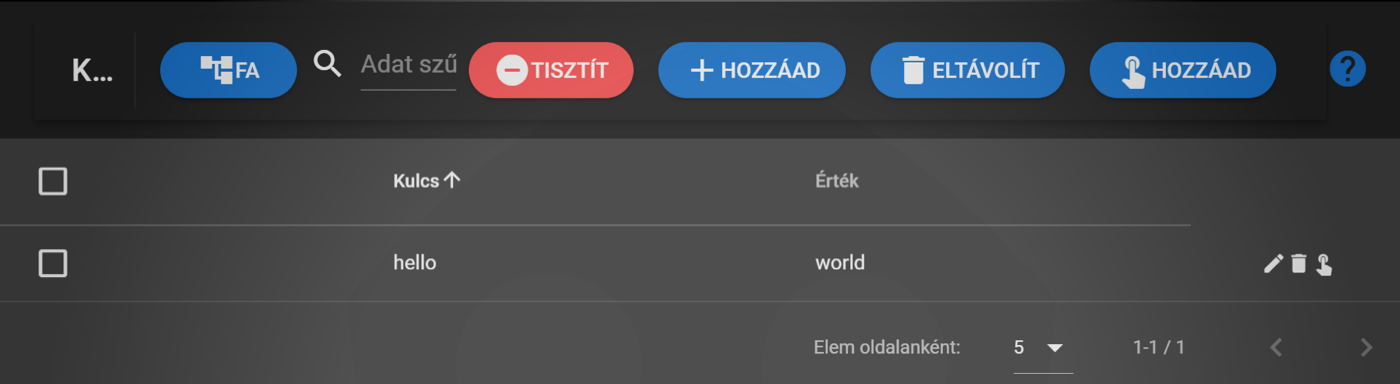 K...
FA
Adat szű
TISZTÍT
HOZZÁAD
ELTÁVOLÍT
HOZZÁAD
?
Kulcs
Érték
hello
world
Elem oldalanként:
5
1-1 / 1